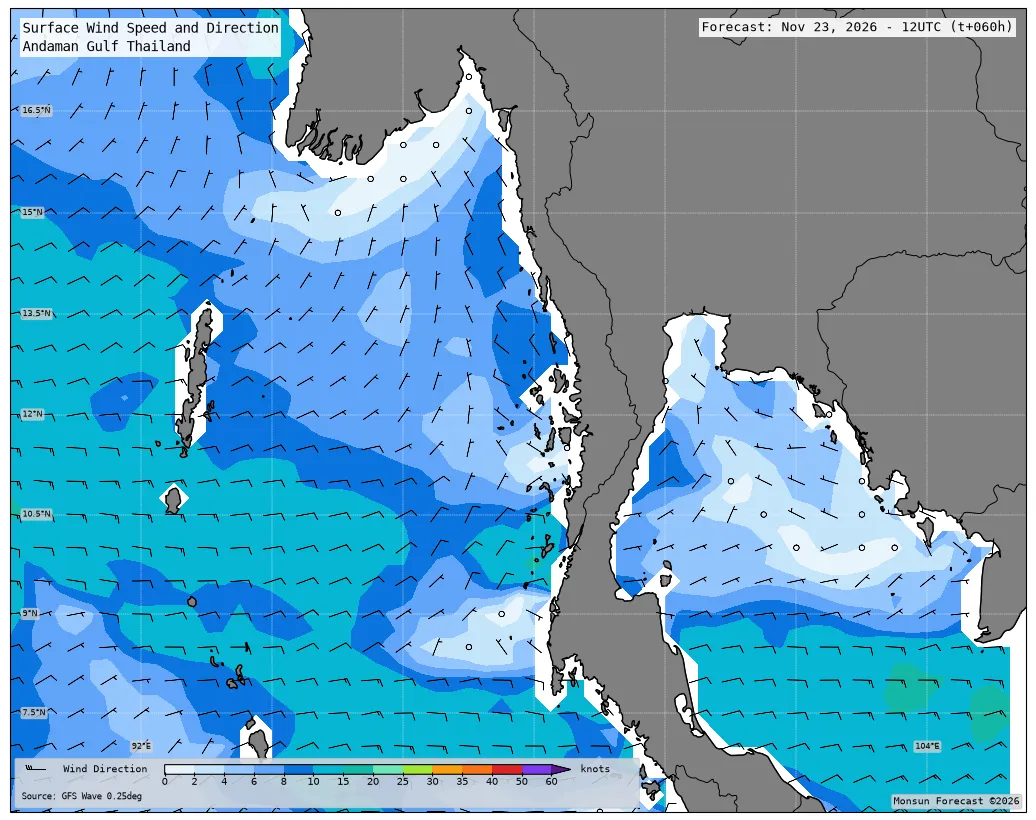 Surface Wind Speed and Direction
Andaman Gulf Thailand
Forecast: Nov 23, 2026 - 12UTC (t+060h)
16.5°N
15°N
13.5°N
12°N
10.5°N
9°N
7.5°N
92°E
104°E
Wind Direction
0 2 4 6 8 10 15 20 25 30 35 40 50 60 knots
Source: GFS Wave 0.25deg
Monsun Forecast ©2026